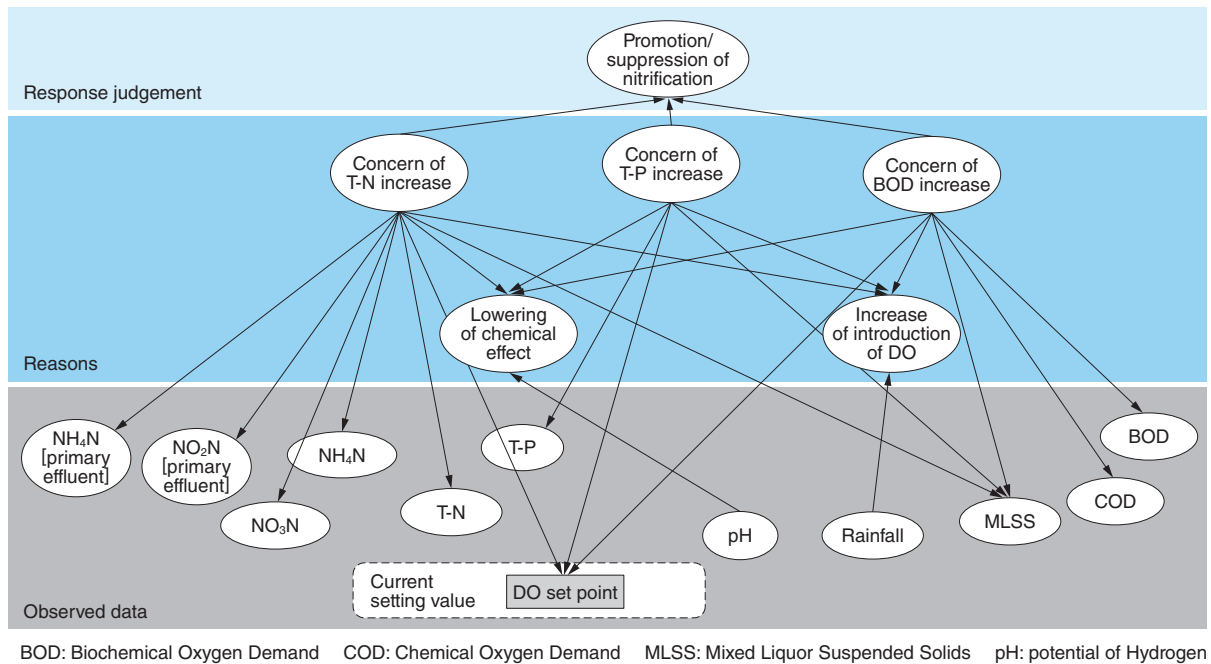 Promotion/
suppression of
nitrification
Response judgement
Concern of
T-N increase
Concern of
T-P increase
Concern of
BOD increase
Lowering
of chemical
effect
Increase
of introduction
of DO
Reasons
NH₄N
[primary
effluent]
NO₂N
[primary
effluent]
NH₄N
T-P
BOD
NO₃N
T-N
pH
Rainfall
MLSS
COD
Current
setting value
DO set point
Observed data
BOD: Biochemical Oxygen Demand COD: Chemical Oxygen Demand MLSS: Mixed Liquor Suspended Solids pH: potential of Hydrogen